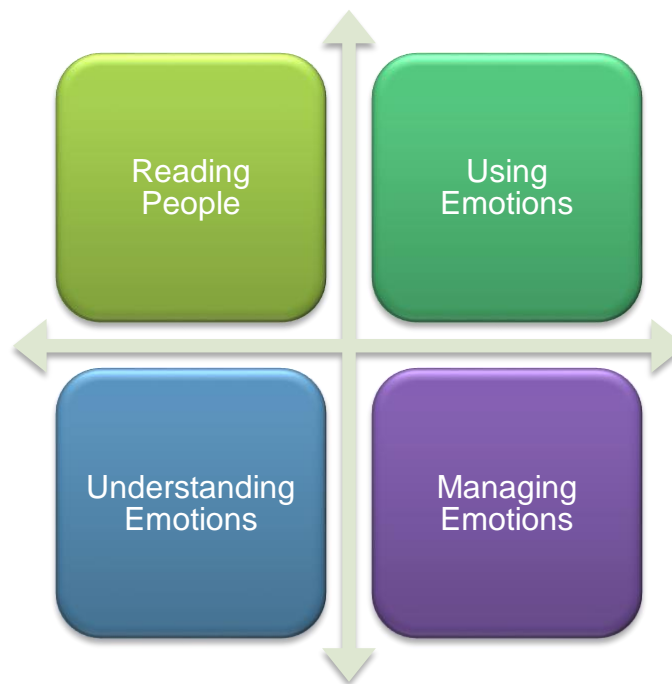 Reading
People
Using
Emotions
Understanding
Emotions
Managing
Emotions